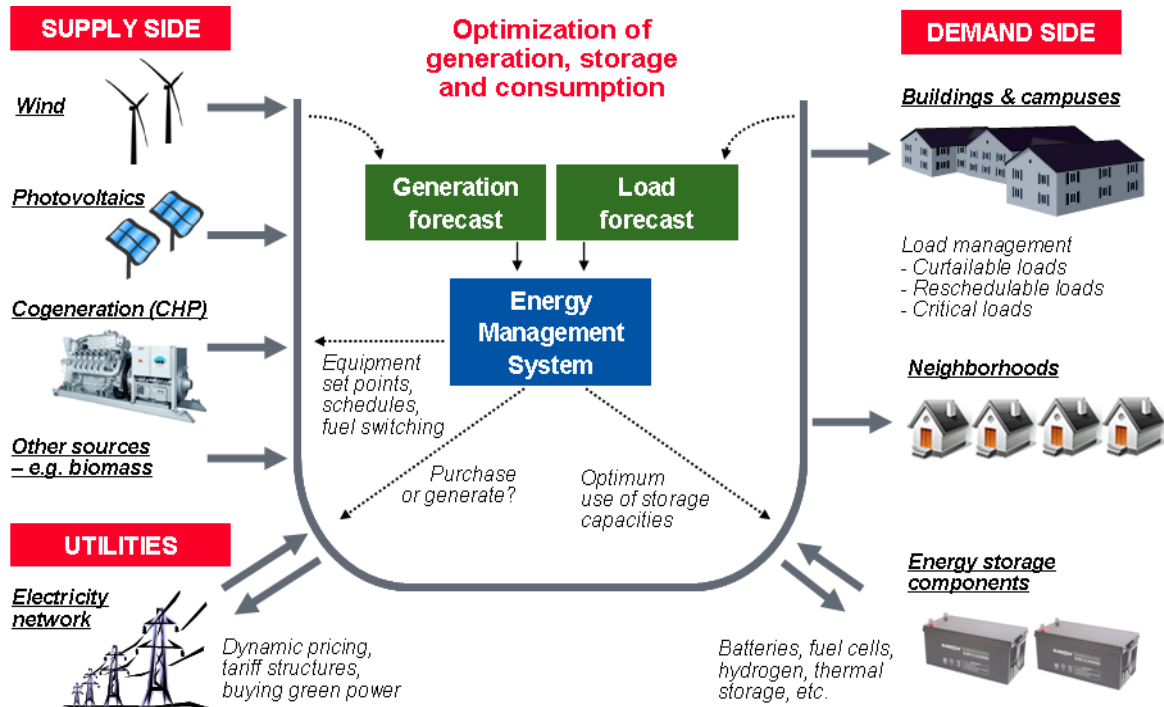 SUPPLY SIDE
Wind
Photovoltaics
Cogeneration (CHP)
Other sources
– e.g. biomass
UTILITIES
Electricity
network
Dynamic pricing,
tariff structures,
buying green power
Optimization of
generation, storage
and consumption
Generation
forecast
Load
forecast
Energy
Management
System
Equipment
set points,
schedules,
fuel switching
Purchase
or generate?
Optimum
use of storage
capacities
DEMAND SIDE
Buildings & campuses
Load management
- Curtailable loads
- Reschedulable loads
- Critical loads
Neighborhoods
Energy storage
components
Batteries, fuel cells,
hydrogen, thermal
storage, etc.